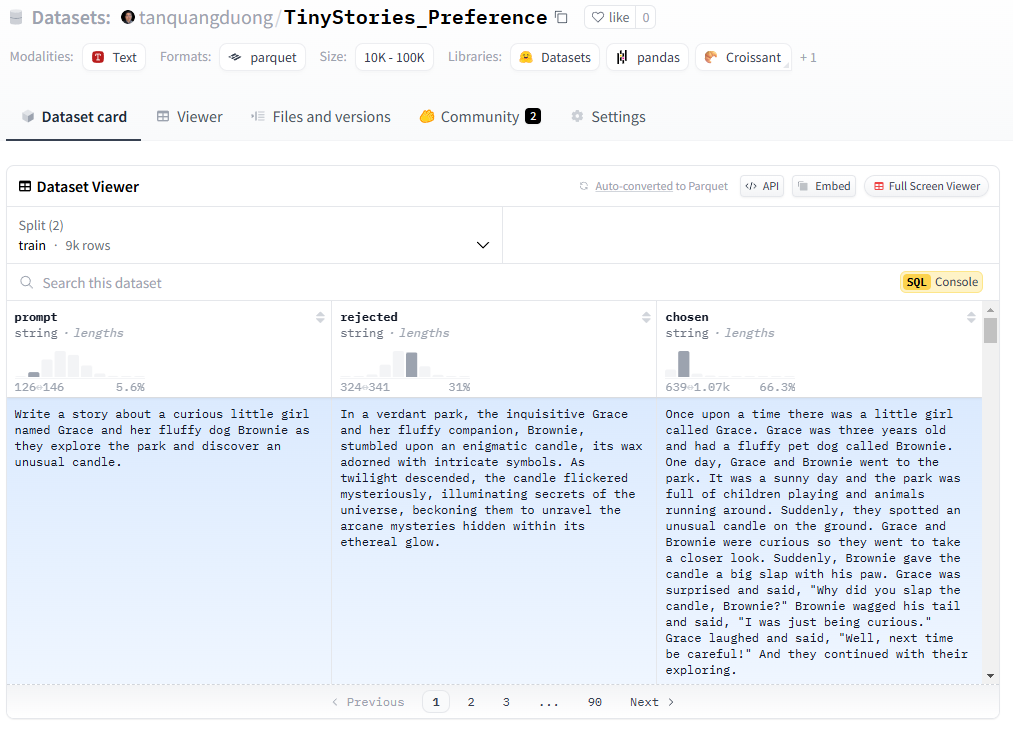 Datasets: tanquangduong/TinyStories_Preference like 0
Modalities: Text Formats: parquet Size: 10K - 100K Libraries: Datasets pandas Croissant + 1
Dataset card Viewer Files and versions Community 2 Settings
Dataset Viewer Auto-converted to Parquet API Embed Full Screen Viewer
Split (2)
train · 9k rows
Search this dataset SQL Console
prompt
string · lengths
126 146 5.6%
rejected
string · lengths
324 341 31%
chosen
string · lengths
639 1.07k 66.3%
Write a story about a curious little girl
named Grace and her fluffy dog Brownie as
they explore the park and discover an
unusual candle.
In a verdant park, the inquisitive Grace
and her fluffy companion, Brownie,
stumbled upon an enigmatic candle, its wax
adorned with intricate symbols. As
twilight descended, the candle flickered
mysteriously, illuminating secrets of the
universe, beckoning them to unravel the
arcane mysteries hidden within its
ethereal glow.
Once upon a time there was a little girl
called Grace. Grace was three years old
and had a fluffy pet dog called Brownie.
One day, Grace and Brownie went to the
park. It was a sunny day and the park was
full of children playing and animals
running around. Suddenly, they spotted an
unusual candle on the ground. Grace and
Brownie were curious so they went to take
a closer look. Suddenly, Brownie gave the
candle a big slap with his paw. Grace was
surprised and said, "Why did you slap the
candle, Brownie?" Brownie wagged his tail
and said, "I was just being curious."
Grace laughed and said, "Well, next time
be careful!" And they continued with their
exploring.
< Previous 1 2 3 ... 90 Next >